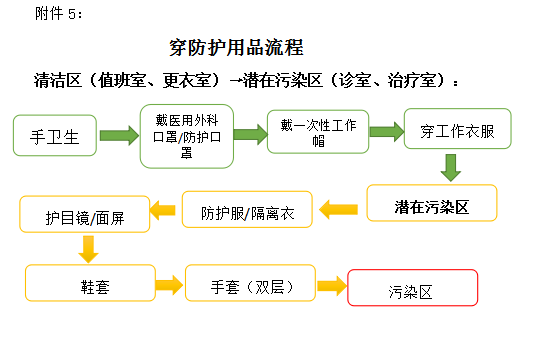 附件 5：
穿防护用品流程
清洁区（值班室、更衣室）→潜在污染区（诊室、治疗室）：
手卫生
戴医用外科
口罩/防护口
罩
戴一次性工作
帽
穿工作衣服
潜在污染区
防护服/隔离衣
护目镜/面屏
鞋套
手套（双层）
污染区